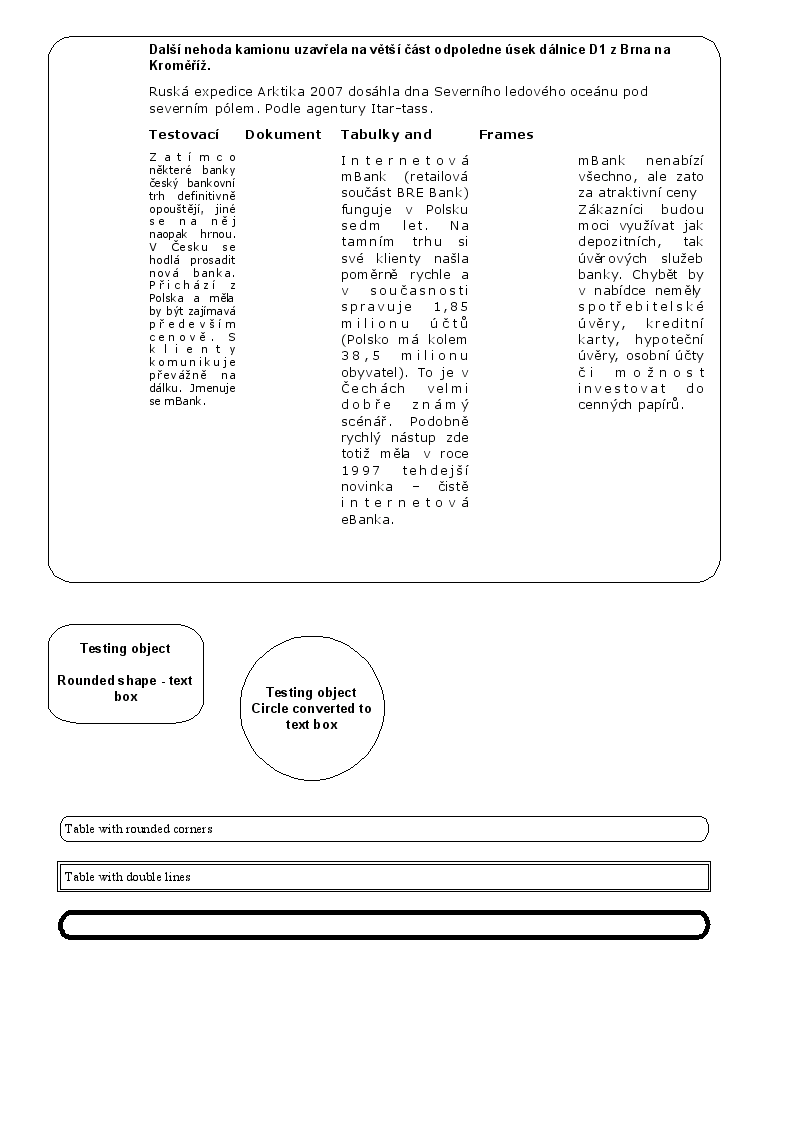 Další nehoda kamionu uzavřela na větší část odpoledne úsek dálnice D1 z Brna na
Kroměříž.
Ruská expedice Arktika 2007 dosáhla dna Severního ledového oceánu pod
severním pólem. Podle agentury Itar-tass.
Testovací Dokument Tabulky and Frames
Zatímco
některé banky
český bankovní
trh definitivně
opouštějí, jiné
se na něj
naopak hrnou.
V Česku se
hodlá prosadit
nová banka.
Přichází z
Polska a měla
by být zajímavá
především
cenově. S
klienty
komunikuje
převážně na
dálku. Jmenuje
se mBank.
Internetová
mBank (retailová
součást BRE Bank)
funguje v Polsku
sedm let. Na
tamním trhu si
své klienty našla
poměrně rychle a
v současnosti
spravuje 1,85
milionu účtů
(Polsko má kolem
38,5 milionu
obyvatel). To je v
Čechách velmi
dobře známý
scénář. Podobně
rychlý nástup zde
totiž měla v roce
1997 tehdejší
novinka – čistě
internetová
eBanka.
mBank nenabízí
všechno, ale zato
za atraktivní ceny
Zákazníci budou
moci využívat jak
depozitních, tak
úvěrových služeb
banky. Chybět by
v nabídce neměly
spotřebitelské
úvěry, kreditní
karty, hypoteční
úvěry, osobní účty
či možnost
investovat do
cenných papírů.
Testing object
Rounded shape - text
box
Testing object
Circle converted to
text box
Table with rounded corners
Table with double lines